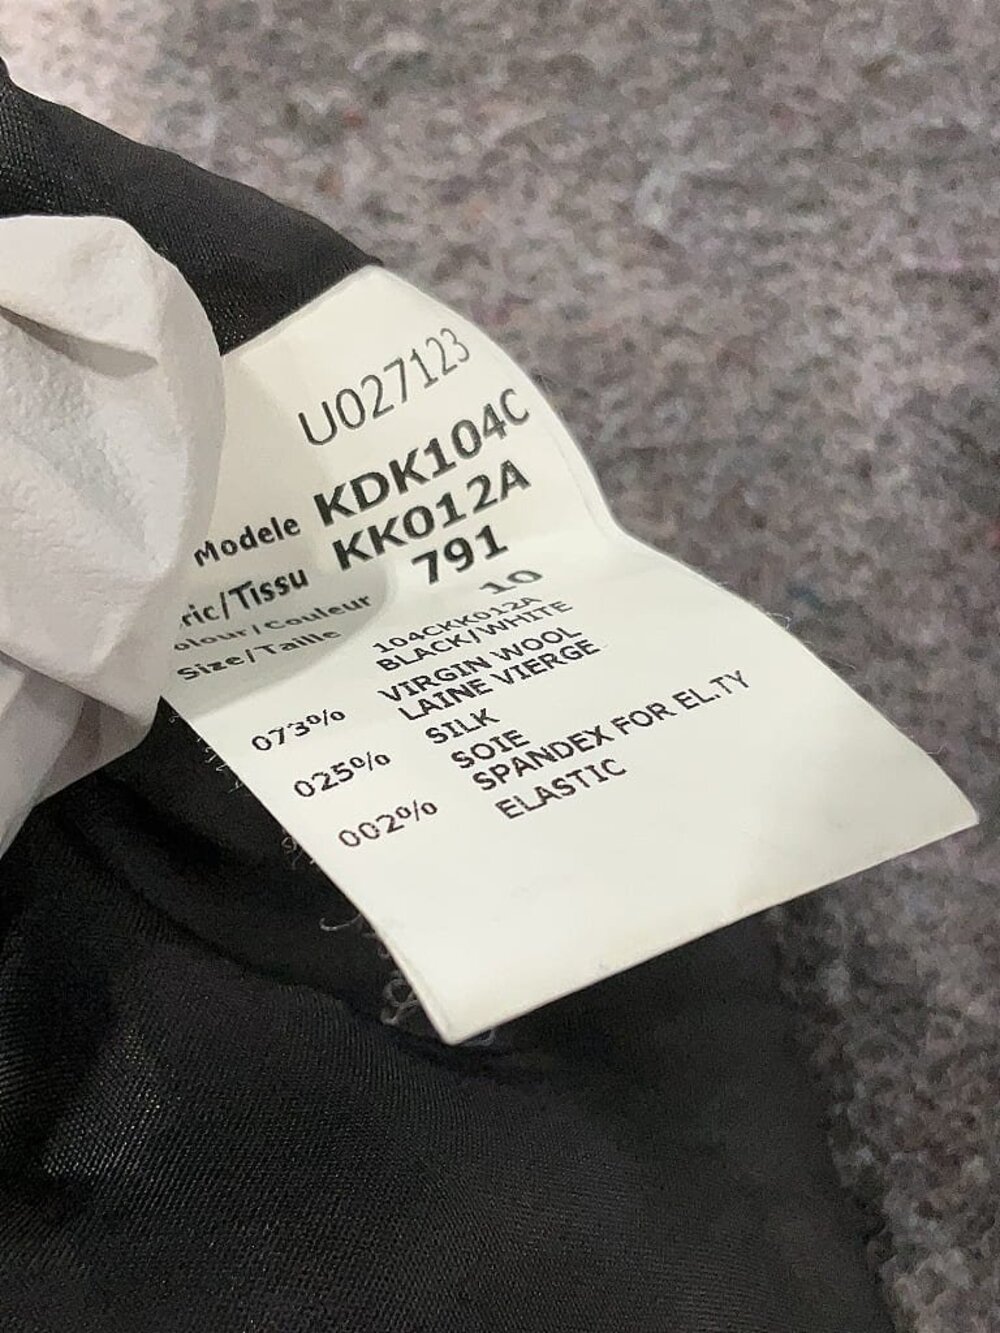 U027123
Modele KDK104C
ric/Tissu KK012A
olour/Couleur 791
Size/Taille 10
104CKK012A
BLACK/WHITE
073% VIRGIN WOOL
LAINE VIERGE
025% SILK
SOIE
002% SPANDEX FOR EL.TY
ELASTIC